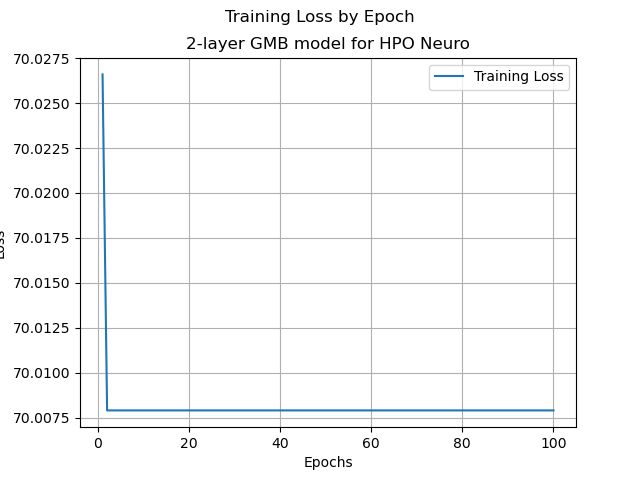 Training Loss by Epoch
2-layer GMB model for HPO Neuro
Training Loss
70.0275
70.0250
70.0225
70.0200
70.0175
70.0150
70.0125
70.0100
70.0075
Loss
0 20 40 60 80 100
Epochs